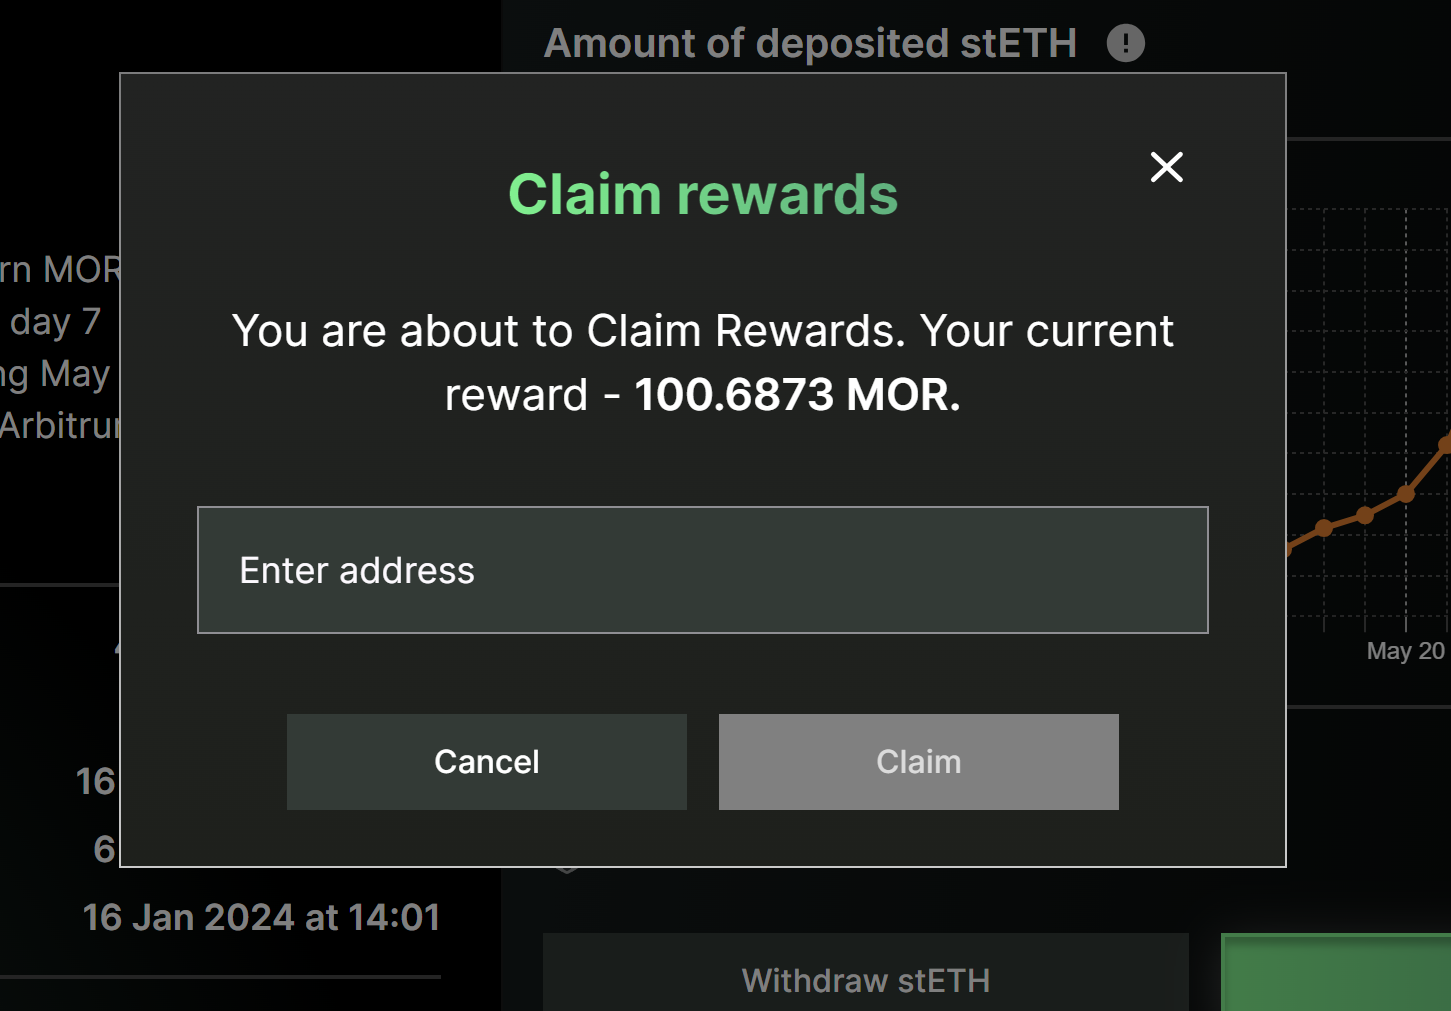 Amount of deposited stETH
Claim rewards
You are about to Claim Rewards. Your current
reward - 100.6873 MOR.
Enter address
Cancel
Claim
rn MOR
day 7
ng May
Arbitrum
May 20
16
6
16 Jan 2024 at 14:01
Withdraw stETH